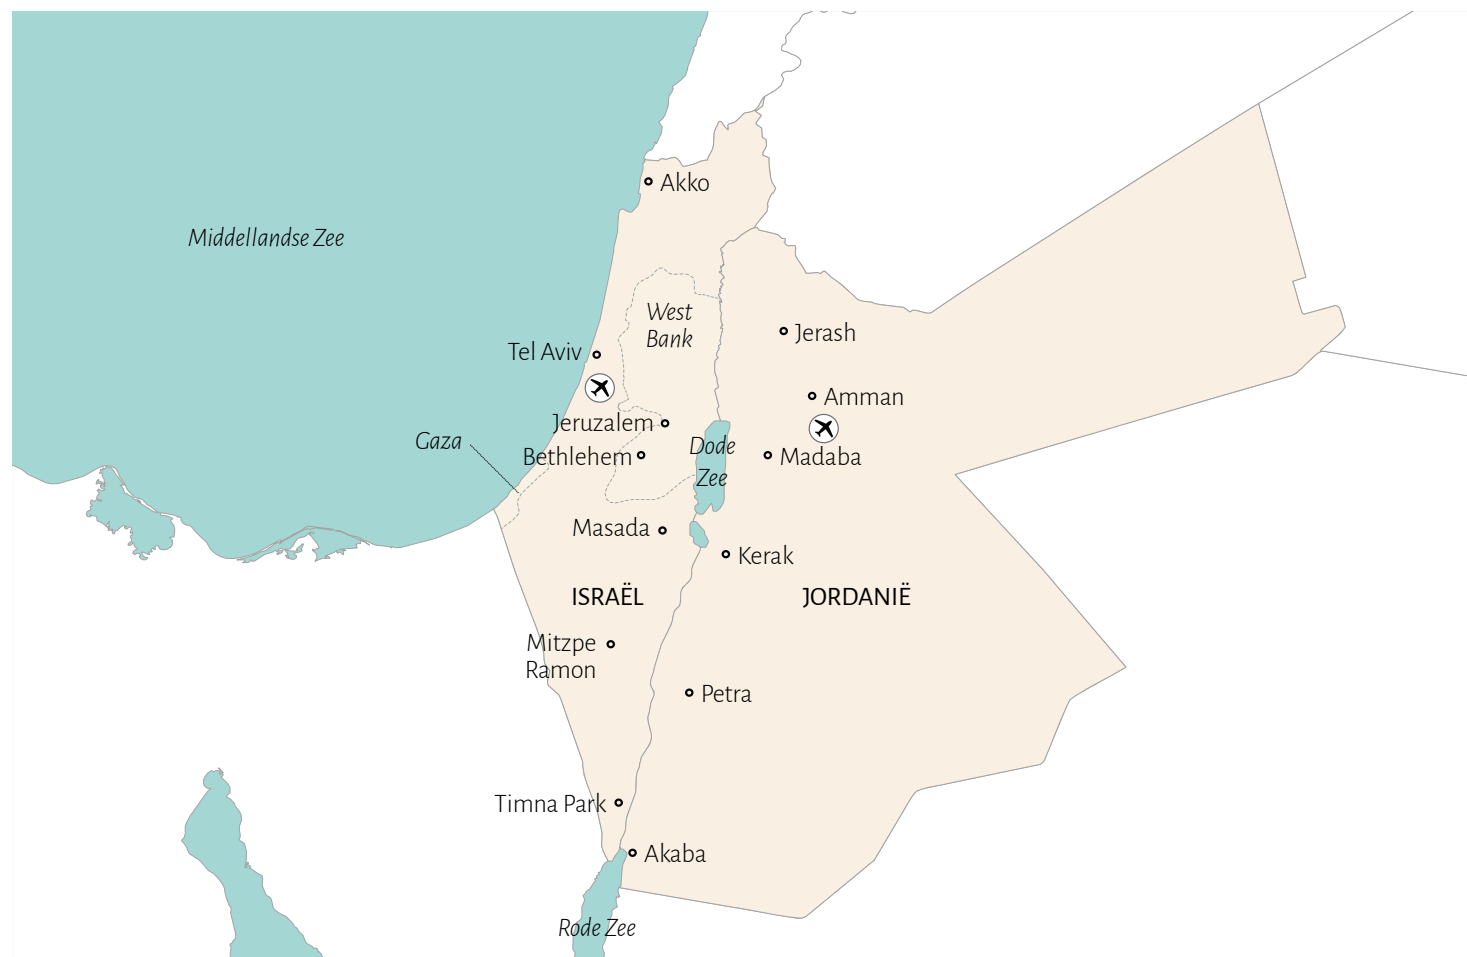 Akko
Middellandse Zee
West
Bank
Jerash
Tel Aviv
Amman
Jeruzalem
Gaza
Dode
Zee
Bethlehem
Madaba
Masada
Kerak
ISRAËL
JORDANIË
Mitzpe
Ramon
Petra
Timna Park
Akaba
Rode Zee